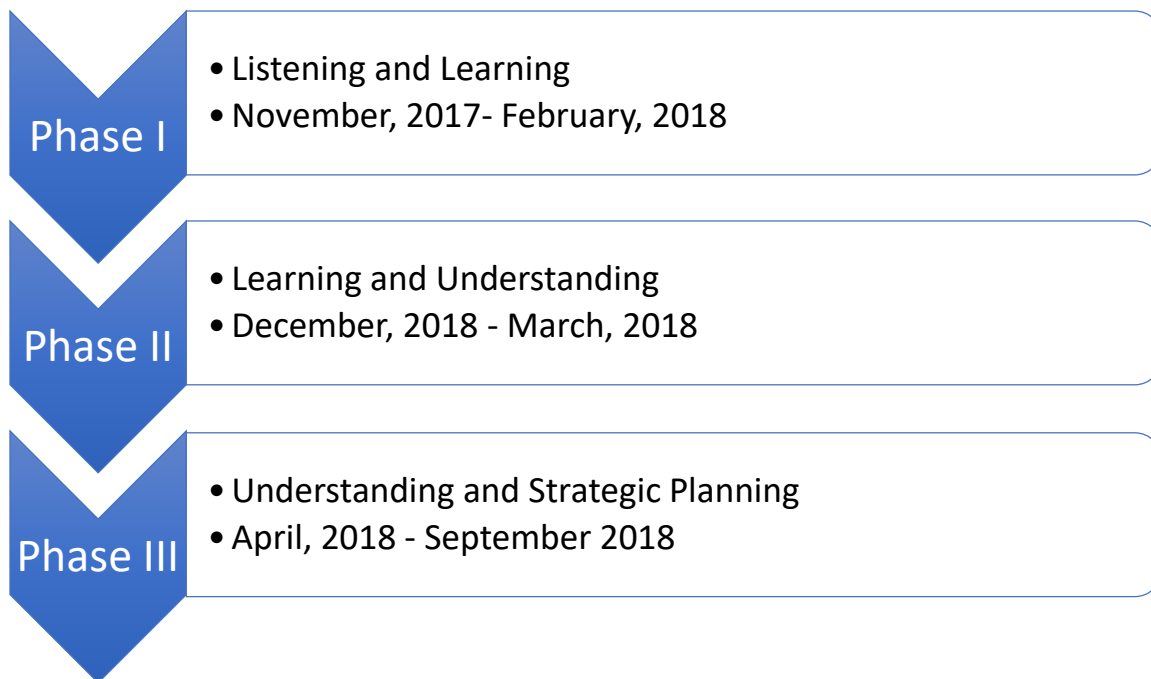 Phase I
• Listening and Learning
• November, 2017- February, 2018
Phase II
• Learning and Understanding
• December, 2018 - March, 2018
Phase III
• Understanding and Strategic Planning
• April, 2018 - September 2018